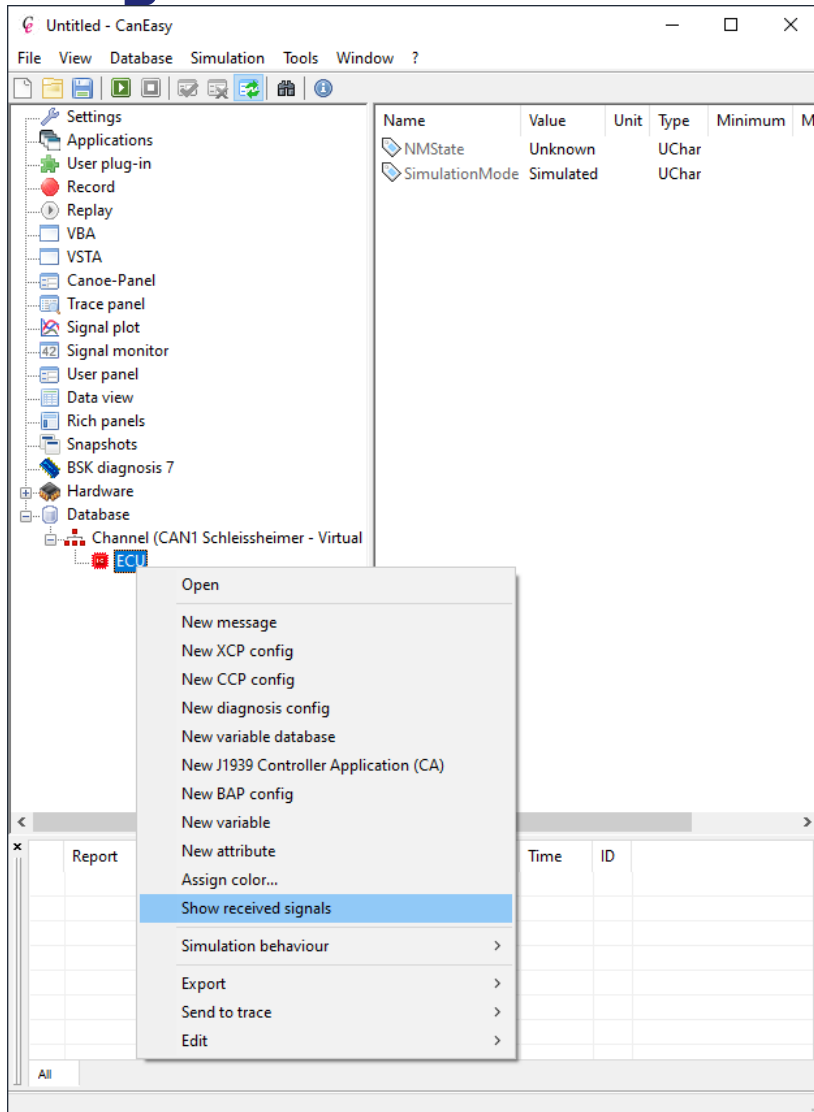 Untitled - CanEasy
File View Database Simulation Tools Window ?
Settings
Applications
User plug-in
Record
Replay
VBA
VSTA
Canoe-Panel
Trace panel
Signal plot
42 Signal monitor
User panel
Data view
Rich panels
Snapshots
BSK diagnosis 7
Hardware
Database
Channel (CAN1 Schleissheimer - Virtual
ECU
Name Value Unit Type Minimum M
NMState Unknown UChar
SimulationMode Simulated UChar
Open
New message
New XCP config
New CCP config
New diagnosis config
New variable database
New J1939 Controller Application (CA)
New BAP config
New variable
New attribute
Assign color...
Show received signals
Simulation behaviour
Export
Send to trace
Edit
Report Time ID
All